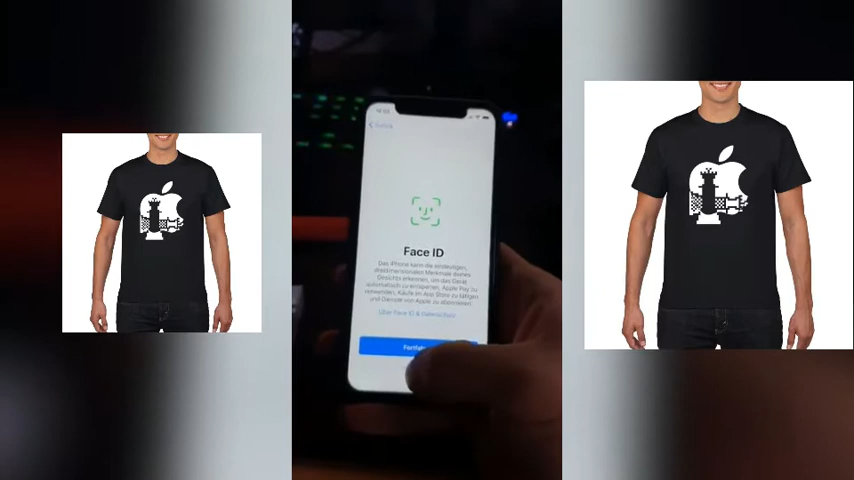 Zurück
Face ID
Das iPhone kann die eindeutigen,
dreidimensionalen Merkmale deines
Gesichts erkennen, um das Gerät
automatisch zu entsperren, Apple Pay zu
verwenden, Käufe im App Store zu tätigen
und Dienste von Apple zu abonnieren.
Über Face ID & Datenschutz